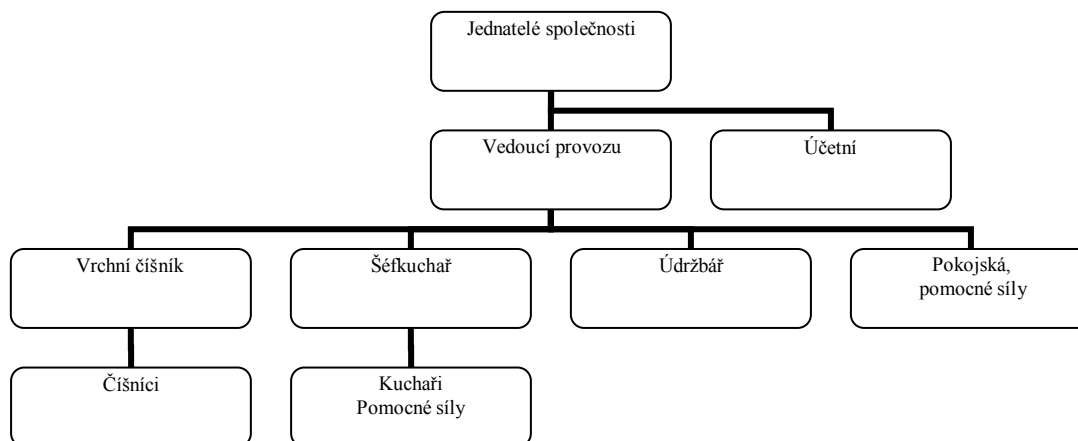 Jednatelé společnosti
Vedoucí provozu
Účetní
Vrchní číšník
Šéfkuchař
Údržbář
Pokojská,
pomocné síly
Číšníci
Kuchaři
Pomocné síly